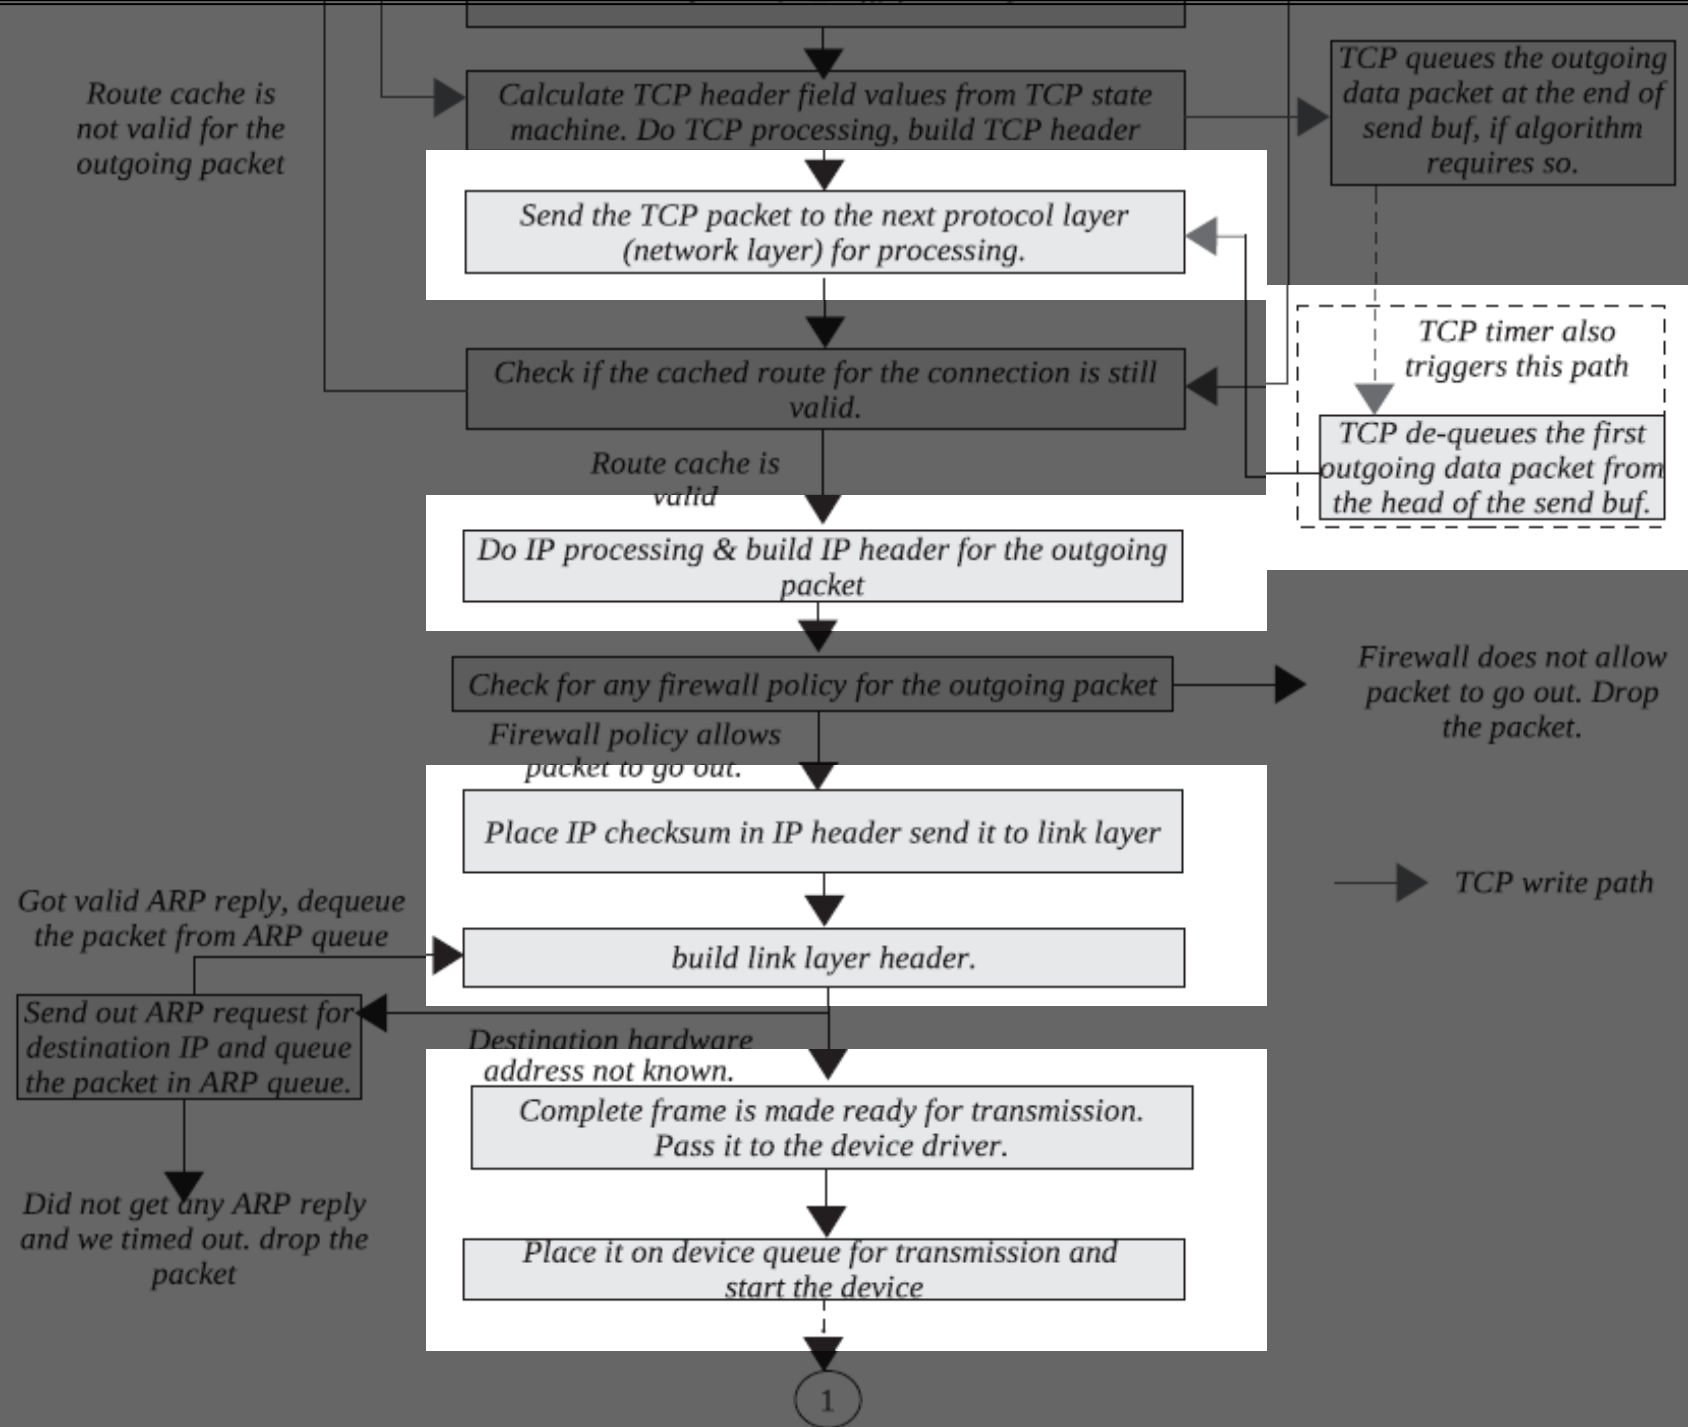 Route cache is
not valid for the
outgoing packet
Calculate TCP header field values from TCP state
machine. Do TCP processing, build TCP header
TCP queues the outgoing
data packet at the end of
send buf, if algorithm
requires so.
Send the TCP packet to the next protocol layer
(network layer) for processing.
TCP timer also
triggers this path
Check if the cached route for the connection is still
valid.
TCP de-queues the first
outgoing data packet from
the head of the send buf.
Route cache is
valid
Do IP processing & build IP header for the outgoing
packet
Check for any firewall policy for the outgoing packet
Firewall does not allow
packet to go out. Drop
the packet.
Firewall policy allows
packet to go out.
Place IP checksum in IP header send it to link layer
TCP write path
Got valid ARP reply, dequeue
the packet from ARP queue
build link layer header.
Send out ARP request for
destination IP and queue
the packet in ARP queue.
Destination hardware
address not known.
Complete frame is made ready for transmission.
Pass it to the device driver.
Did not get any ARP reply
and we timed out. drop the
packet
Place it on device queue for transmission and
start the device
1